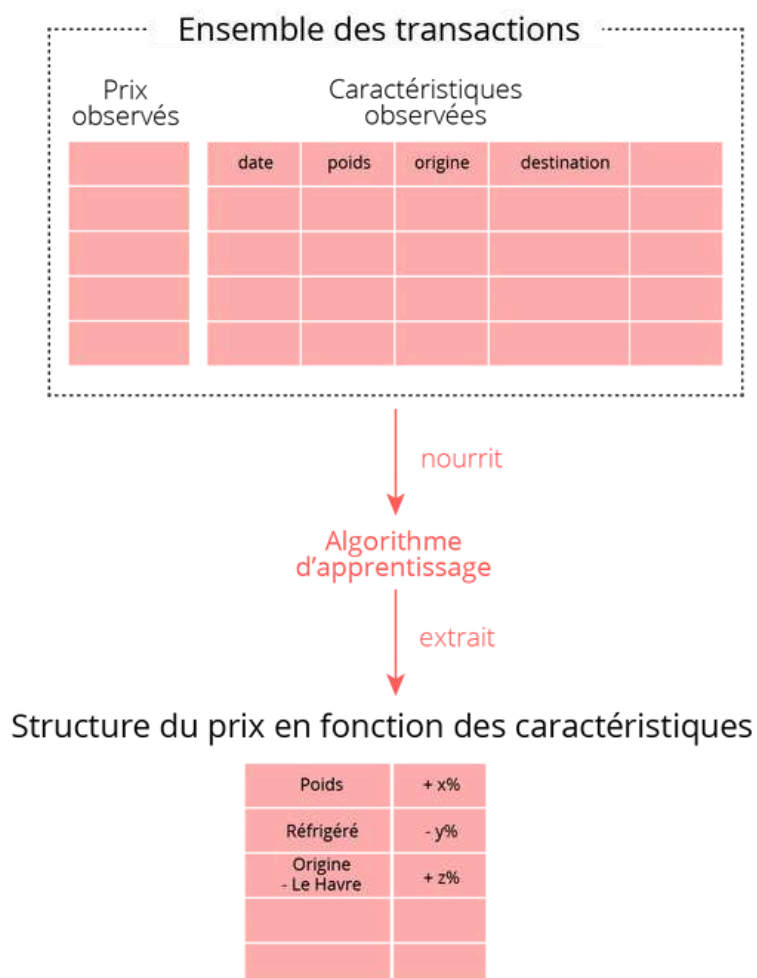 Ensemble des transactions
Prix
observés
Caractéristiques
observées
date poids origine destination
nourrit
Algorithme
d'apprentissage
extrait
Structure du prix en fonction des caractéristiques
Poids + x%
Réfrigéré - y%
Origine
- Le Havre + z%